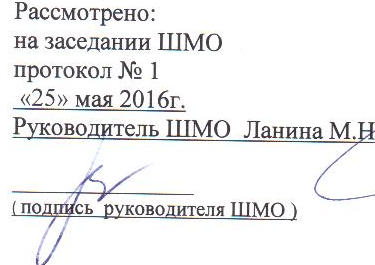 Рассмотрено:
на заседании ШМО
протокол № 1
«25» мая 2016г.
Руководитель ШМО Ланина М.Н
( подпись руководителя ШМО )